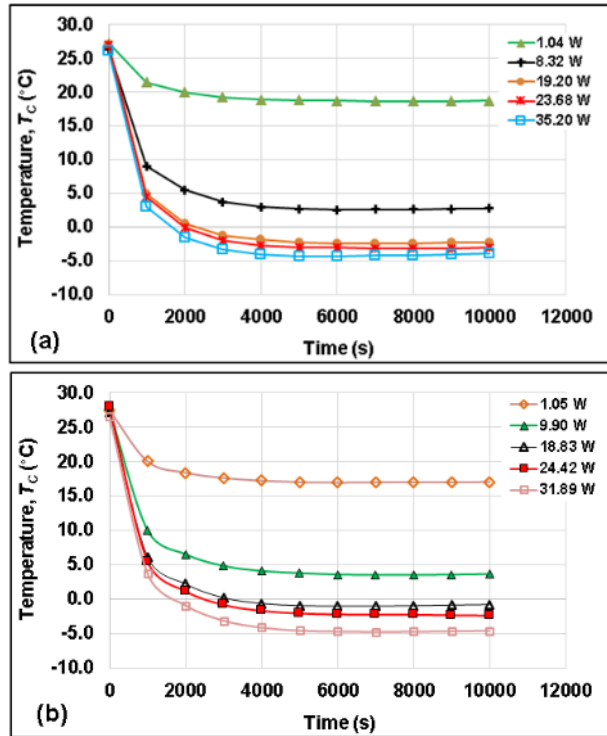 30.0
25.0
20.0
15.0
10.0
5.0
0.0
-5.0
-10.0
Temperature, T_C (°C)
1.04 W
8.32 W
19.20 W
23.68 W
35.20 W
0 2000 4000 6000 8000 10000 12000
Time (s)
(a)
30.0
25.0
20.0
15.0
10.0
5.0
0.0
-5.0
-10.0
Temperature, T_C (°C)
1.05 W
9.90 W
18.83 W
24.42 W
31.89 W
0 2000 4000 6000 8000 10000 12000
Time (s)
(b)